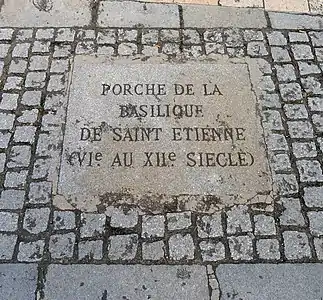 PORCHE DE LA
BASILIQUE
DE SAINT ETIENNE
(VIe AU XIIe SIECLE)